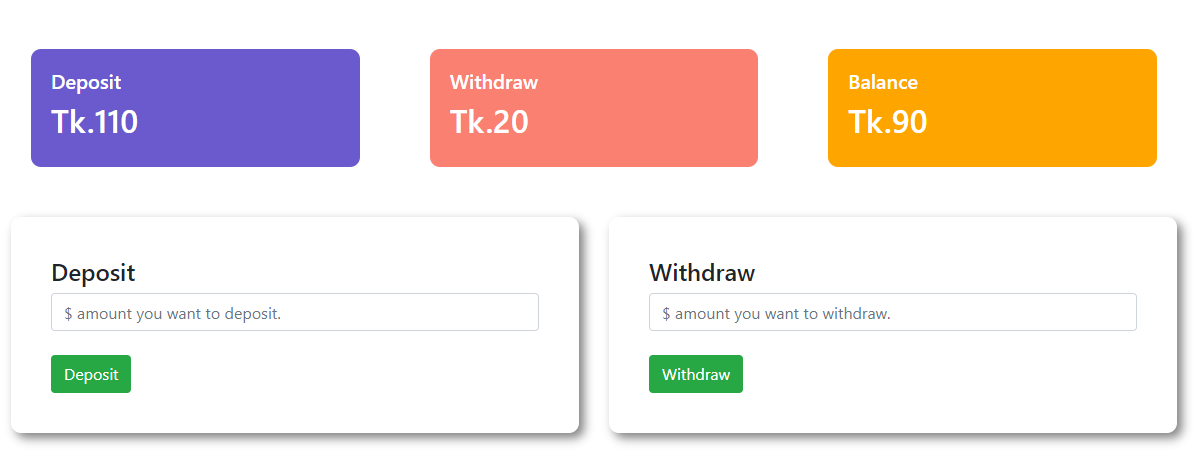 Deposit
Tk.110
Withdraw
Tk.20
Balance
Tk.90
Deposit
$ amount you want to deposit.
Deposit
Withdraw
$ amount you want to withdraw.
Withdraw